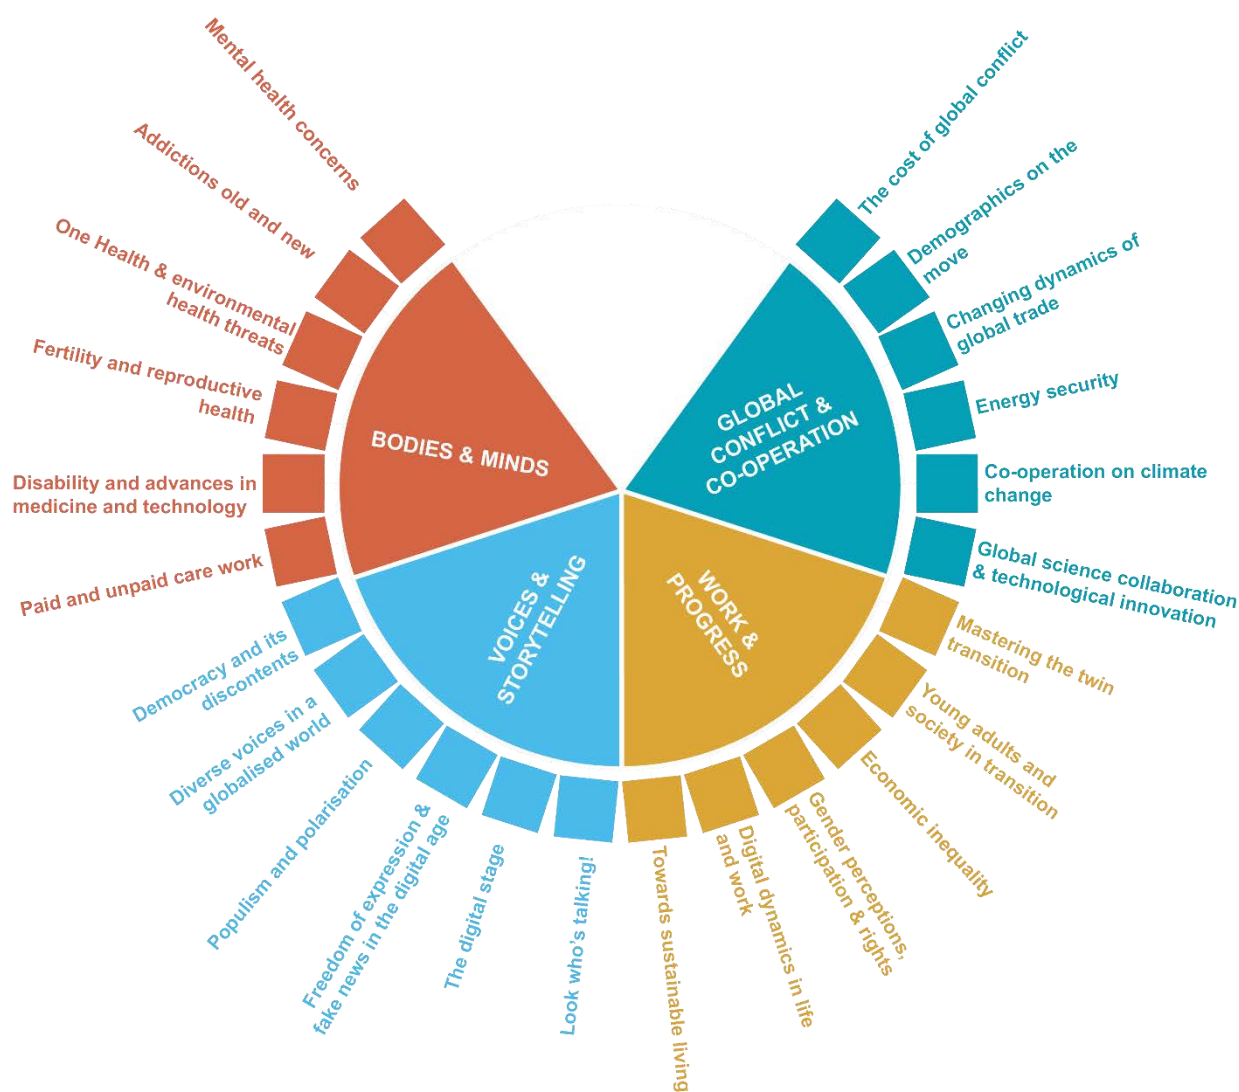 GLOBAL
CONFLICT &
CO-OPERATION
The cost of global conflict
Demographics on the
move
Changing dynamics of
global trade
Energy security
Co-operation on climate
change
Global science collaboration
& technological innovation
WORK &
PROGRESS
Mastering the twin
transition
Young adults and
society in transition
Economic inequality
Gender perceptions,
participation & rights
Digital dynamics in life
and work
Towards sustainable living
VOICES &
STORYTELLING
Look who's talking!
The digital stage
Freedom of expression &
fake news in the digital age
Populism and polarisation
Diverse voices in a
globalised world
Democracy and its
discontents
BODIES & MINDS
Paid and unpaid care work
Disability and advances in
medicine and technology
Fertility and reproductive
health
One Health & environmental
health threats
Addictions old and new
Mental health concerns